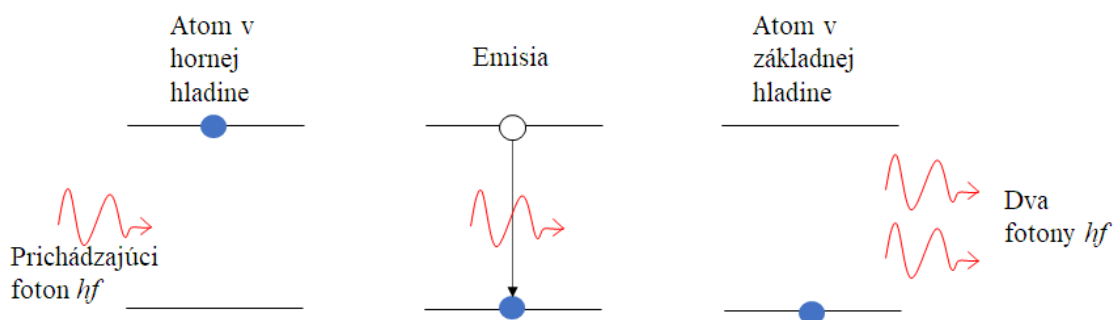 Atom v
hornej
hladine
Emisia
Atom v
základnej
hladine
Prichádzajúci
foton hf
Dva
fotony hf